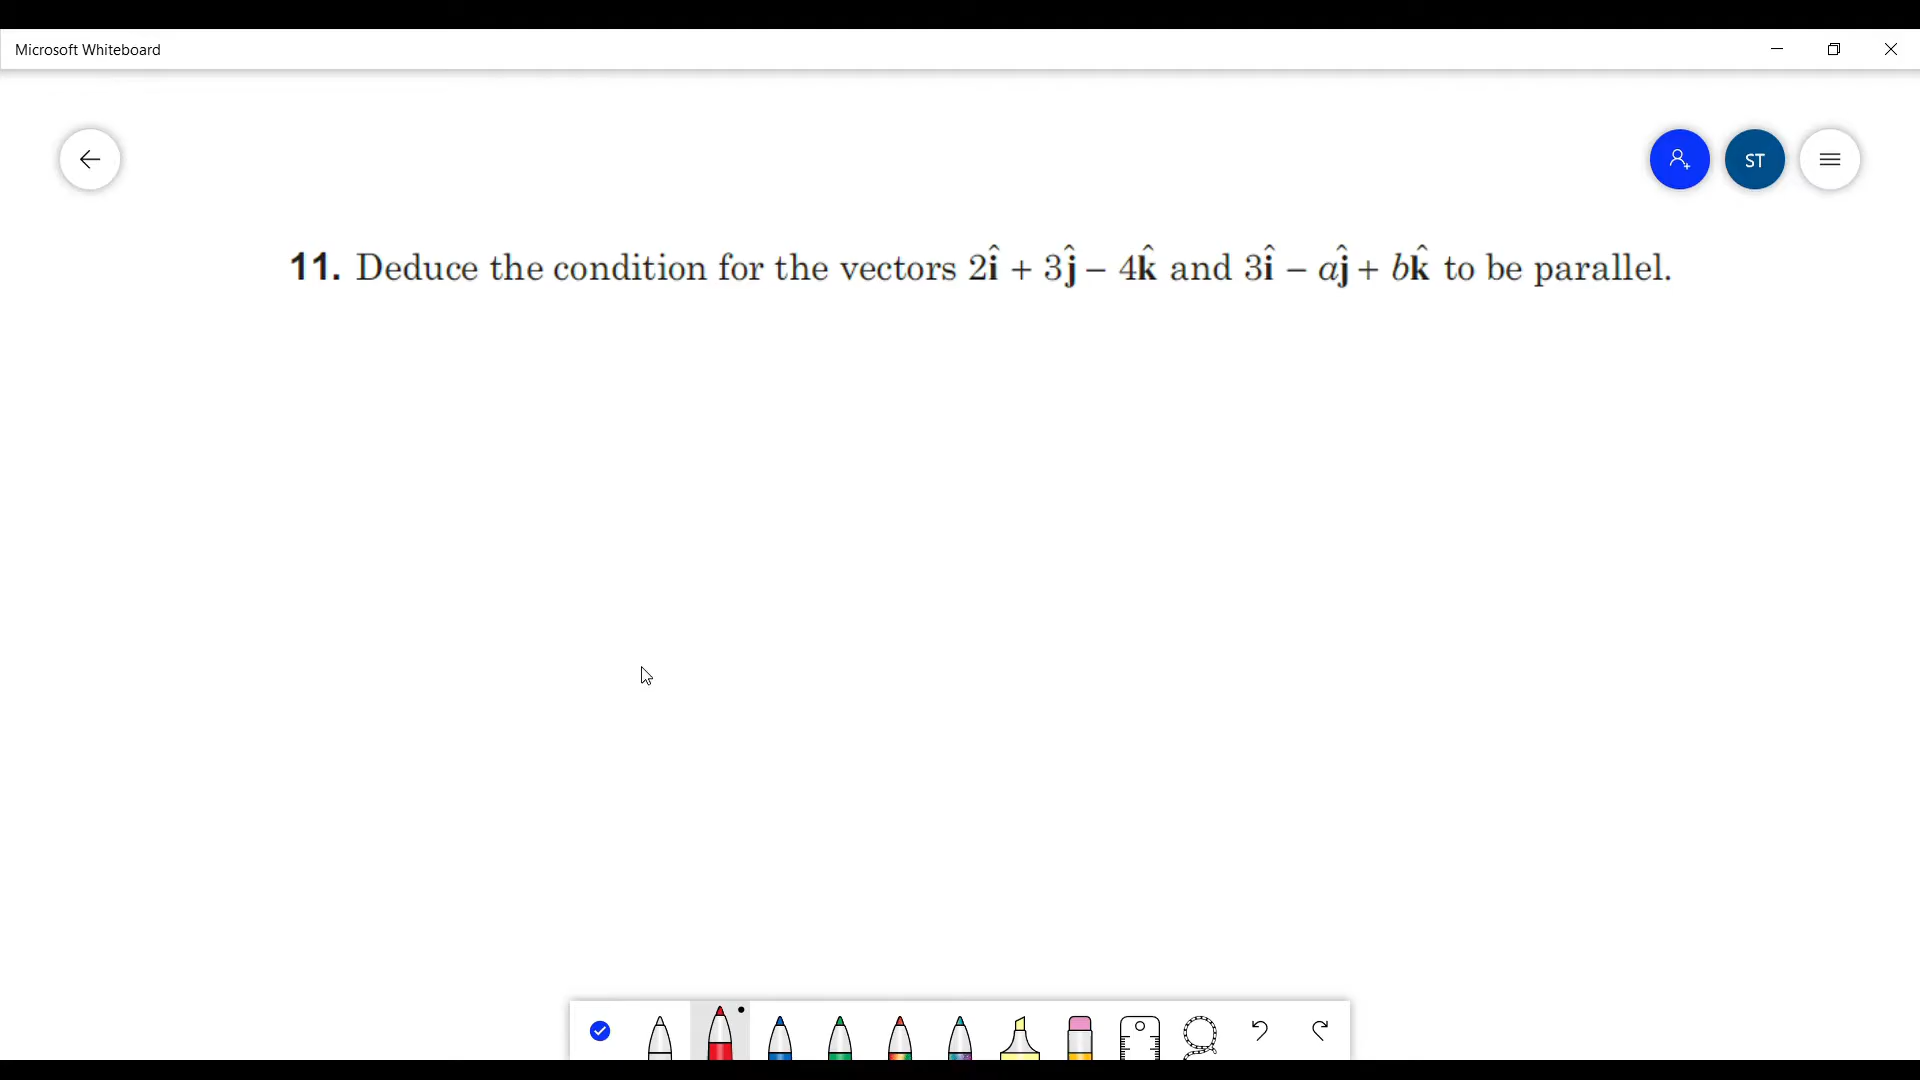 Microsoft Whiteboard
ST
11. Deduce the condition for the vectors 2î + 3ĵ – 4k̂ and 3î – aĵ + bk̂ to be parallel.